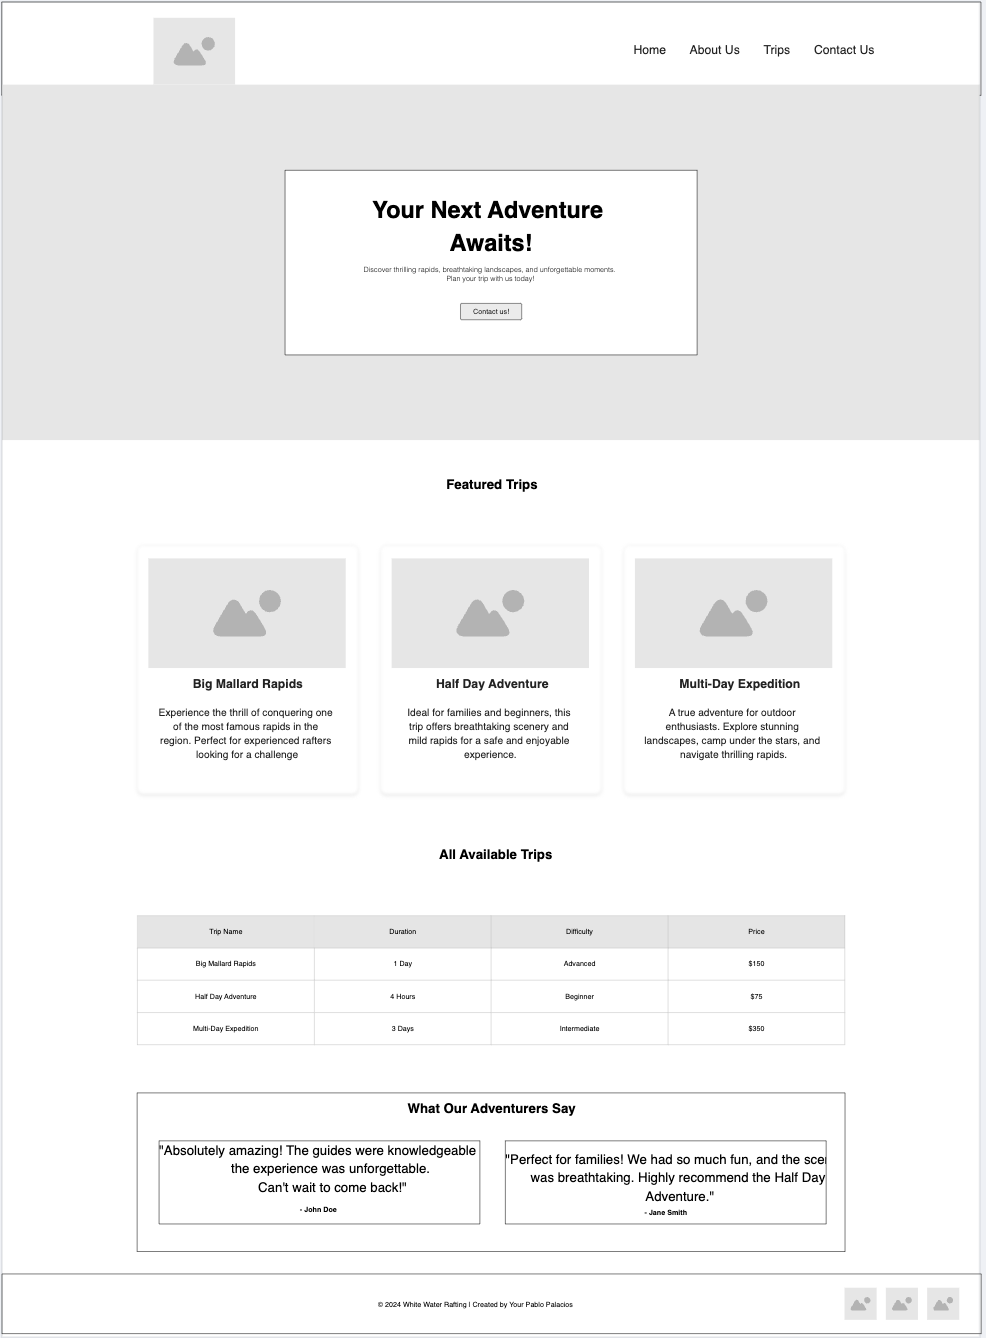 Home About Us Trips Contact Us
Your Next Adventure
Awaits!
Discover thrilling rapids, breathtaking landscapes, and unforgettable moments.
Plan your trip with us today!
Contact us!
Featured Trips
Big Mallard Rapids
Experience the thrill of conquering one
of the most famous rapids in the
region. Perfect for experienced rafters
looking for a challenge
Half Day Adventure
Ideal for families and beginners, this
trip offers breathtaking scenery and
mild rapids for a safe and enjoyable
experience.
Multi-Day Expedition
A true adventure for outdoor
enthusiasts. Explore stunning
landscapes, camp under the stars, and
navigate thrilling rapids.
All Available Trips
Trip Name Duration Difficulty Price
Big Mallard Rapids 1 Day Advanced $150
Half Day Adventure 4 Hours Beginner $75
Multi-Day Expedition 3 Days Intermediate $350
What Our Adventurers Say
"Absolutely amazing! The guides were knowledgeable
the experience was unforgettable.
Can't wait to come back!"
- John Doe
"Perfect for families! We had so much fun, and the
was breathtaking. Highly recommend the Half Day
Adventure."
- Jane Smith
© 2024 White Water Rafting | Created by Your Pablo Palacios